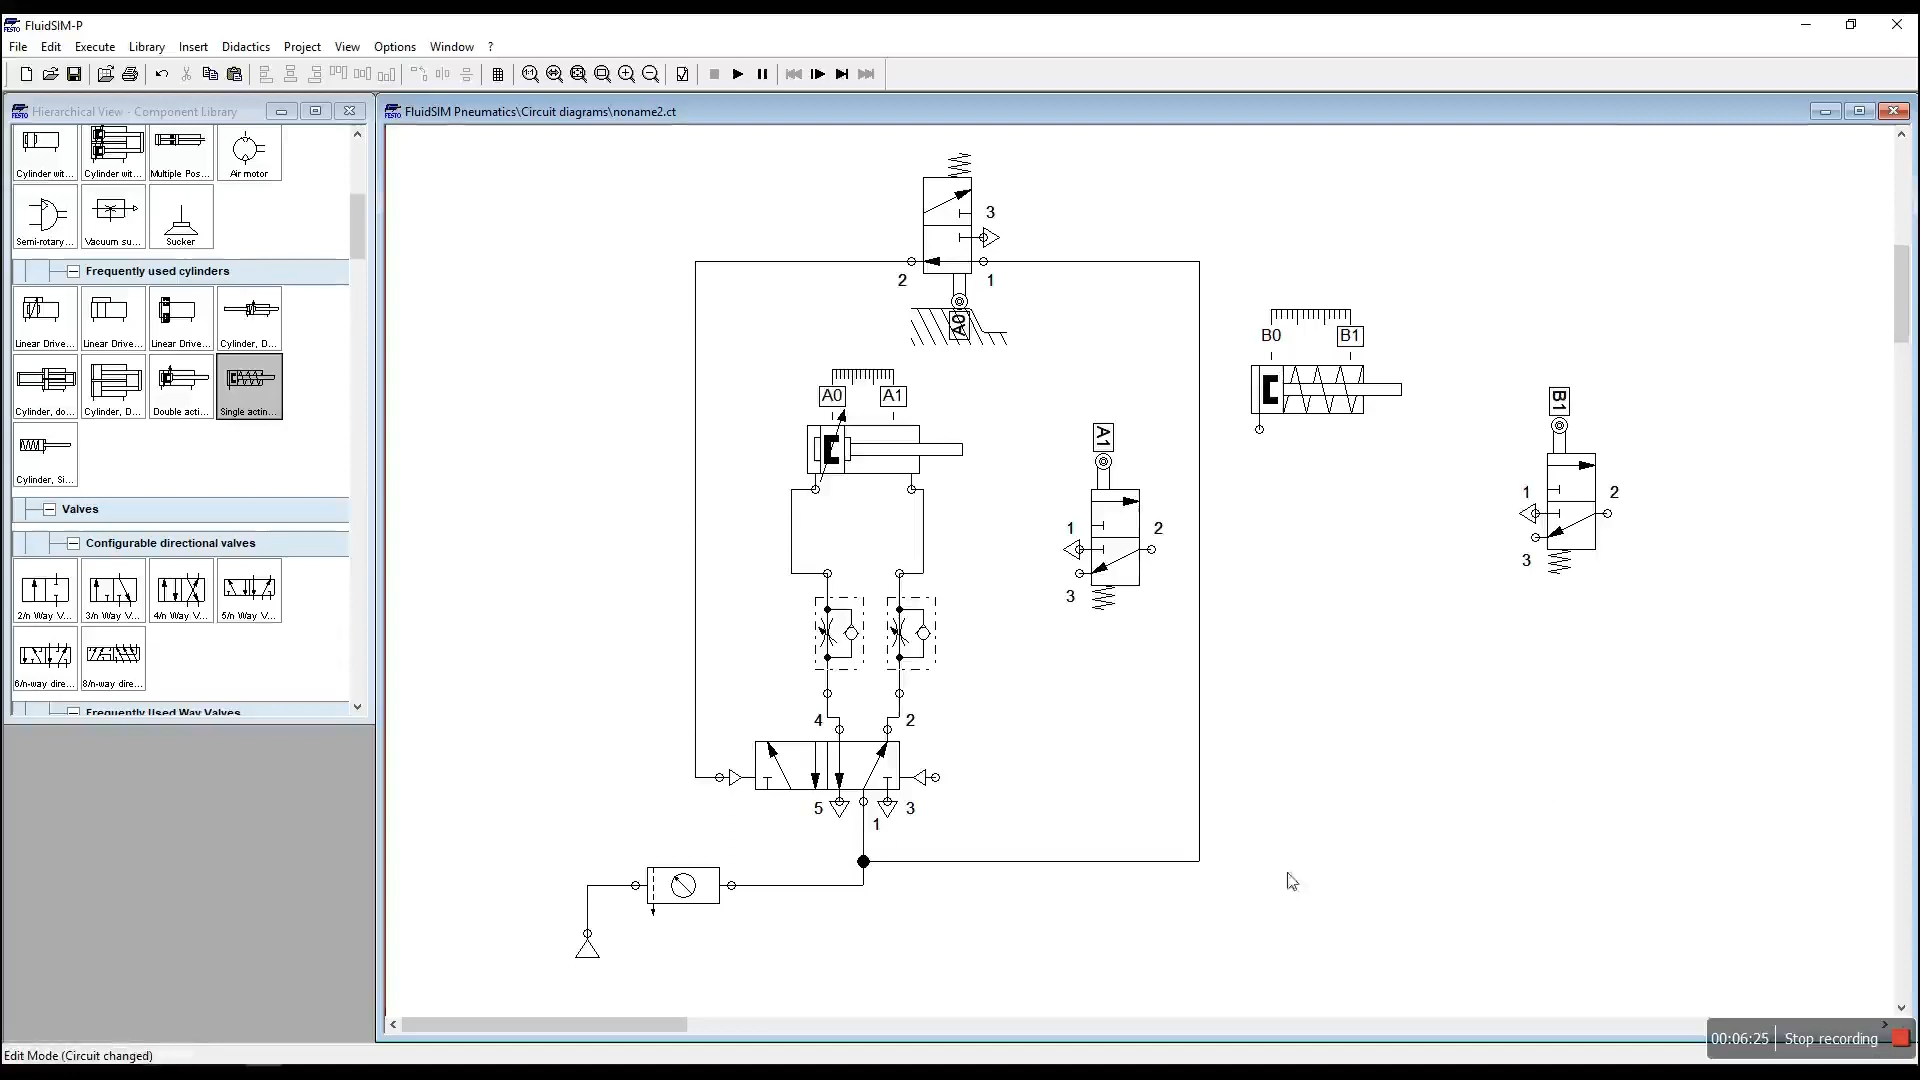 FluidSIM-P
File Edit Execute Library Insert Didactics Project View Options Window ?
Hierarchical View - Component Library
Cylinder wit... Cylinder wit... Multiple Pos... Air motor
Semi-rotary... Vacuum su... Sucker
Frequently used cylinders
Linear Drive... Linear Drive... Linear Drive... Cylinder, D...
Cylinder, do... Cylinder, D... Double acti... Single actin...
Cylinder, Si...
Valves
Configurable directional valves
2/n Way V... 3/n Way V... 4/n Way V... 5/n Way V...
6/n-way dire... 8/n-way dire...
Frequently Used Way Valves
FluidSIM Pneumatics\Circuit diagrams\noname2.ct
3
2 1
A0
B0 B1
A0 A1
B1
A1
1 2
3
1 2
3
4 2
5 3
1
Edit Mode (Circuit changed)
00:06:25 Stop recording